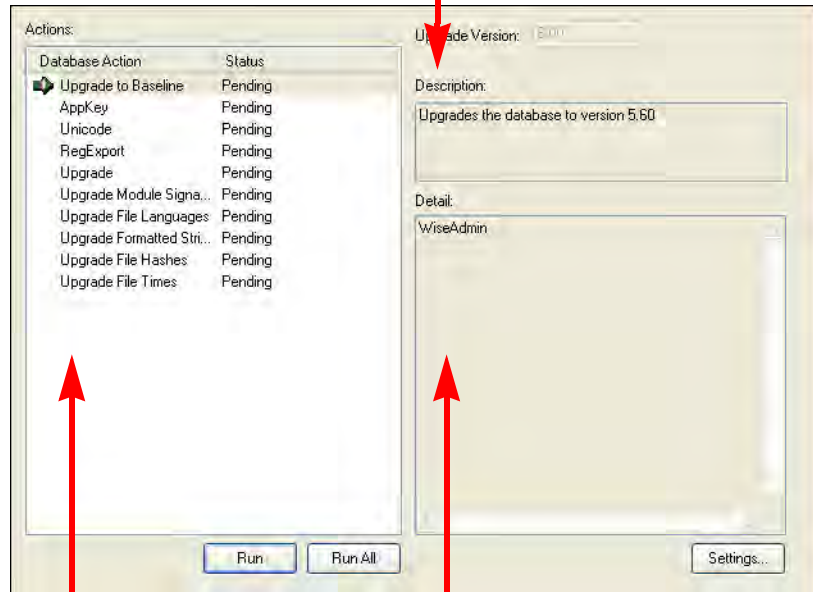 Actions:
Database Action Status
Upgrade to Baseline Pending
AppKey Pending
Unicode Pending
RegExport Pending
Upgrade Pending
Upgrade Module Signa... Pending
Upgrade File Languages Pending
Upgrade Formatted Stri... Pending
Upgrade File Hashes Pending
Upgrade File Times Pending
Run Run All
Version:
Description:
Upgrades the database to version 5.60
Detail:
WiseAdmin
Settings...